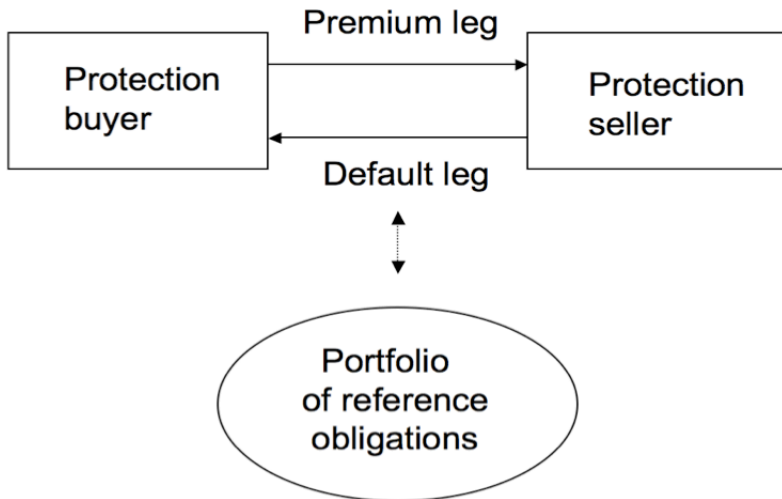 Premium leg
Protection
buyer
Protection
seller
Default leg
Portfolio
of reference
obligations